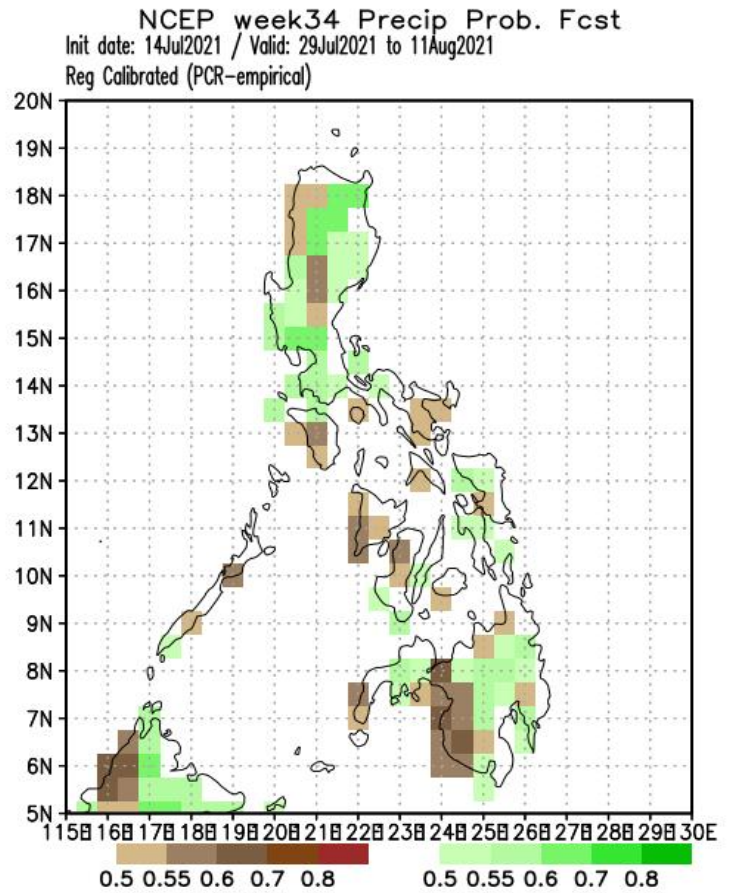 NCEP week34 Precip Prob. Fcst
Init date: 14Jul2021 / Valid: 29Jul2021 to 11Aug2021
Reg Calibrated (PCR-empirical)
20N
19N
18N
17N
16N
15N
14N
13N
12N
11N
10N
9N
8N
7N
6N
5N
0.5 0.55 0.6 0.7 0.8
0.5 0.55 0.6 0.7 0.8